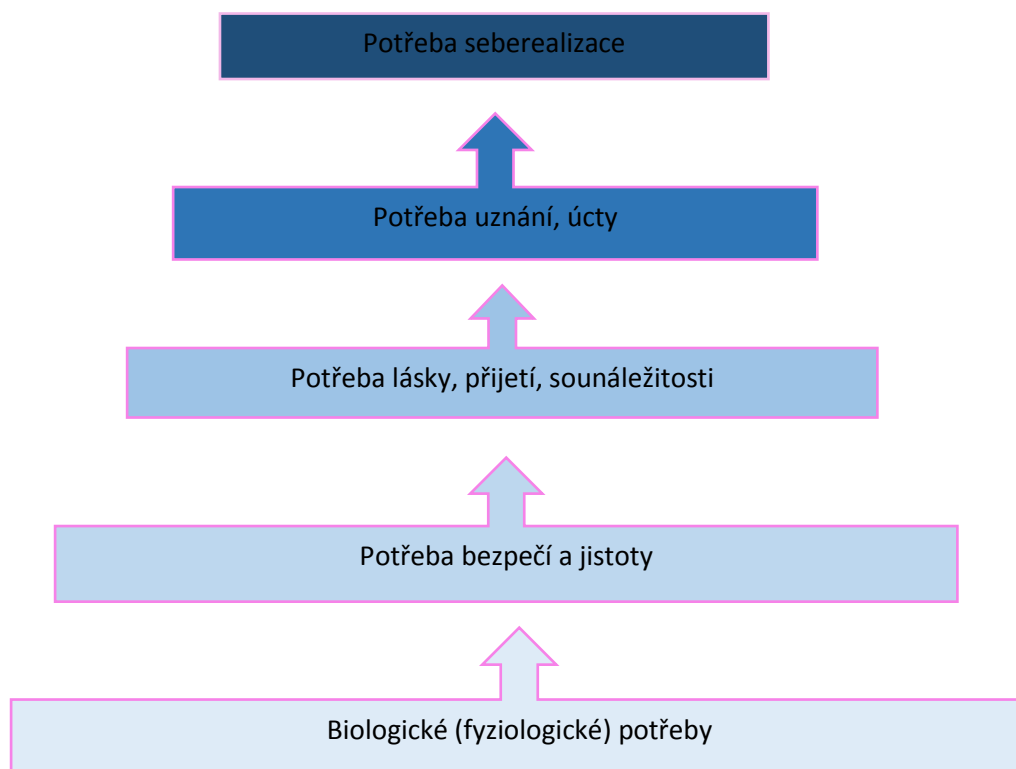 Potřeba seberealizace
Potřeba uznání, úcty
Potřeba lásky, přijetí, sounáležitosti
Potřeba bezpečí a jistoty
Biologické (fyziologické) potřeby